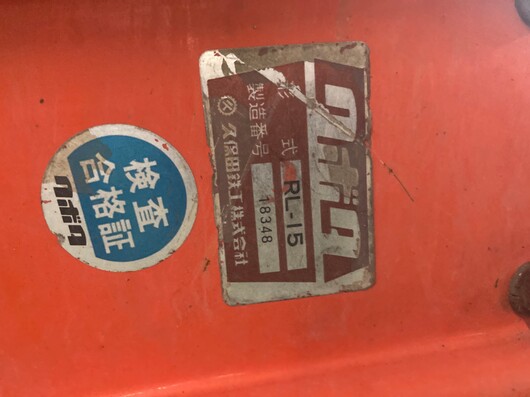 クボタ
検査
合格証
クボタ
形式 RL-15
製造番号 18348
久保田鉄工株式会社